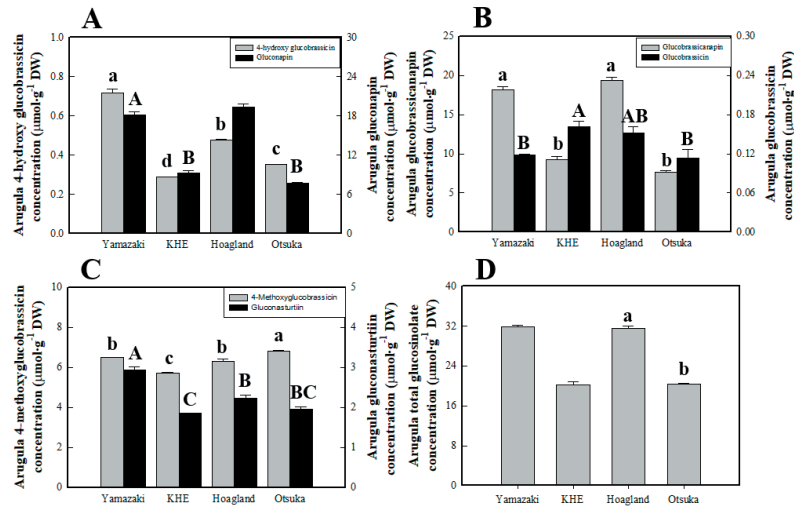 A
4-hydroxy glucobrassicin
Gluconapin
Arugula 4-hydroxy glucobrassicin
concentration (μmol·g⁻¹ DW)
1.0
0.8
0.6
0.4
0.2
0.0
a
A
d
B
b
c
B
30
24
18
12
6
0
Arugula gluconapin
concentration (μmol·g⁻¹ DW)
Yamazaki KHE Hoagland Otsuka
B
Glucobrassicanapin
Glucobrassicin
Arugula glucobrassicanapin
concentration (μmol·g⁻¹ DW)
25
20
15
10
5
0
a
B
b
A
a
AB
b
B
0.30
0.24
0.18
0.12
0.06
0.00
Arugula glucobrassicin
concentration (μmol·g⁻¹ DW)
Yamazaki KHE Hoagland Otsuka
C
4-Methoxyglucobrassicin
Gluconasturtiin
Arugula 4-methoxyglucobrassicin
concentration (μmol·g⁻¹ DW)
10
8
6
4
2
0
b
A
c
C
b
B
a
BC
5
4
3
2
1
0
Arugula gluconasturtiin
concentration (μmol·g⁻¹ DW)
Yamazaki KHE Hoagland Otsuka
D
Arugula total glucosinolate
concentration (μmol·g⁻¹ DW)
40
32
24
16
8
0
a
b
Yamazaki KHE Hoagland Otsuka